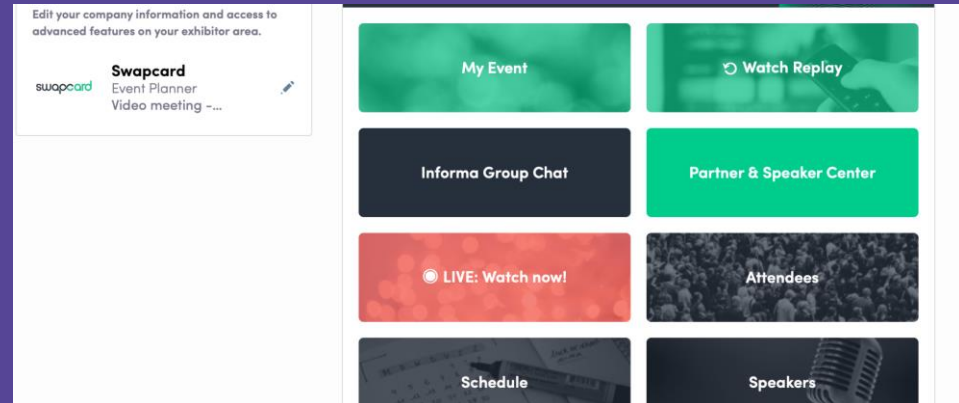 Edit your company information and access to
advanced features on your exhibitor area.
swapcard
Swapcard
Event Planner
Video meeting -...
My Event
Watch Replay
Informa Group Chat
Partner & Speaker Center
LIVE: Watch now!
Attendees
Schedule
Speakers